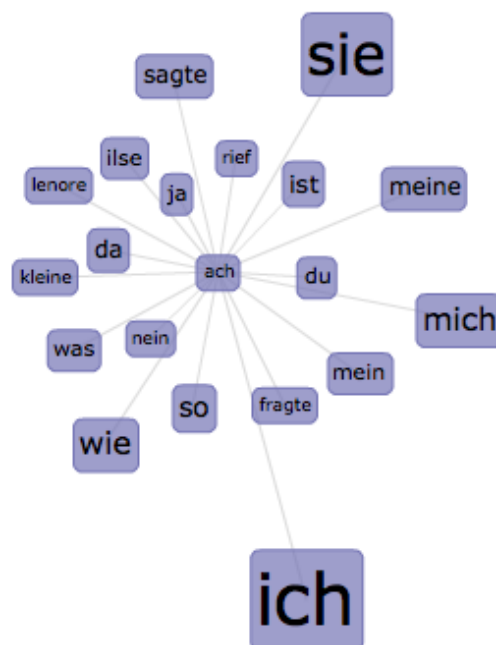 sie
sagte
ilse
rief
lenore
ja
ist
meine
da
kleine
ach
du
was
nein
mich
mein
wie
so
fragte
ich